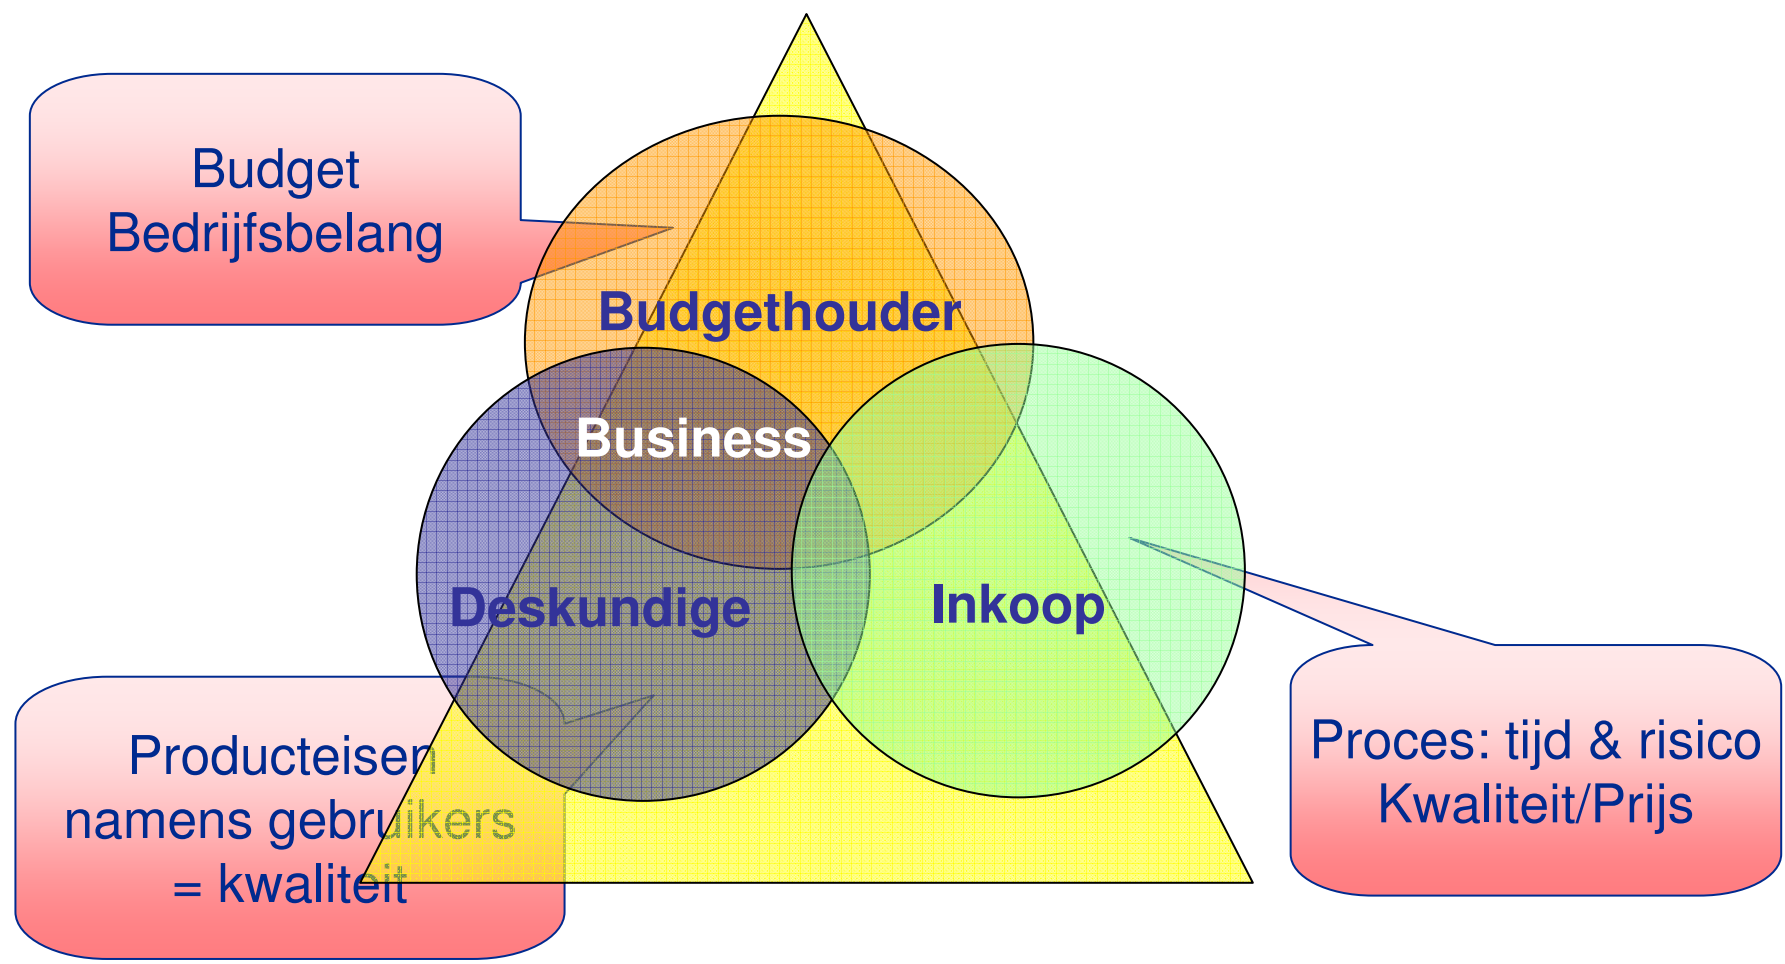 Budget
Bedrijfsbelang
Budgethouder
Business
Deskundige
Inkoop
Producteisen
namens gebruikers
= kwaliteit
Proces: tijd & risico
Kwaliteit/Prijs